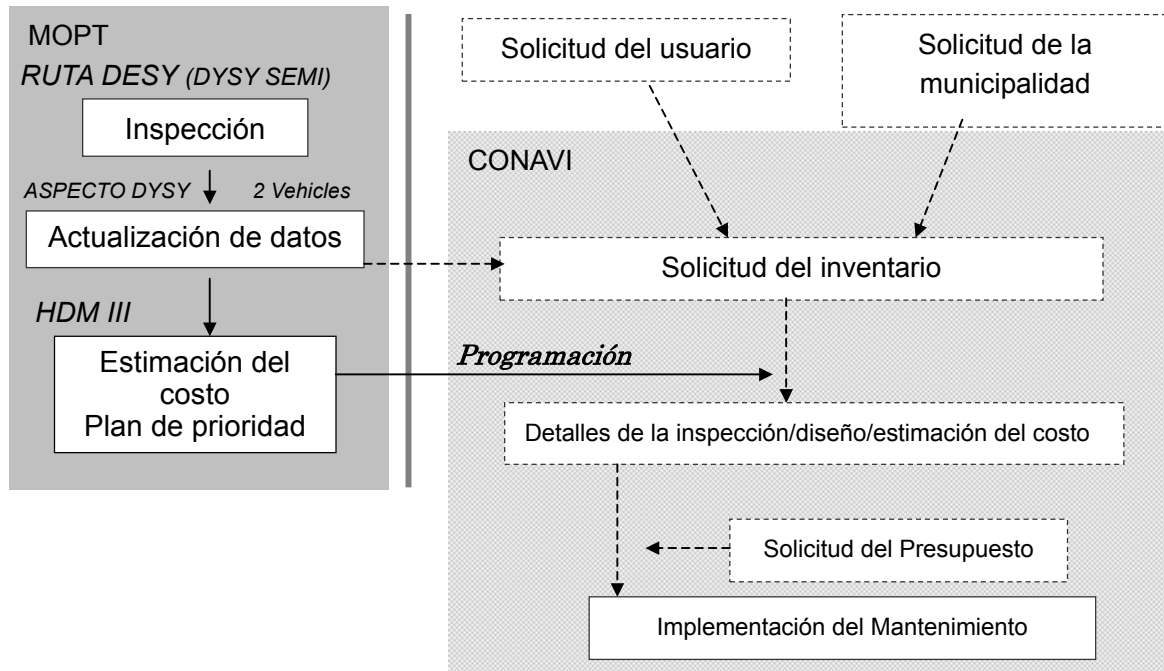 MOPT
RUTA DESY (DYSY SEMI)
Inspección
ASPECTO DYSY 2 Vehicles
Actualización de datos
HDM III
Estimación del
costo
Plan de prioridad
Solicitud del usuario
Solicitud de la
municipalidad
CONAVI
Solicitud del inventario
Programación
Detalles de la inspección/diseño/estimación del costo
Solicitud del Presupuesto
Implementación del Mantenimiento